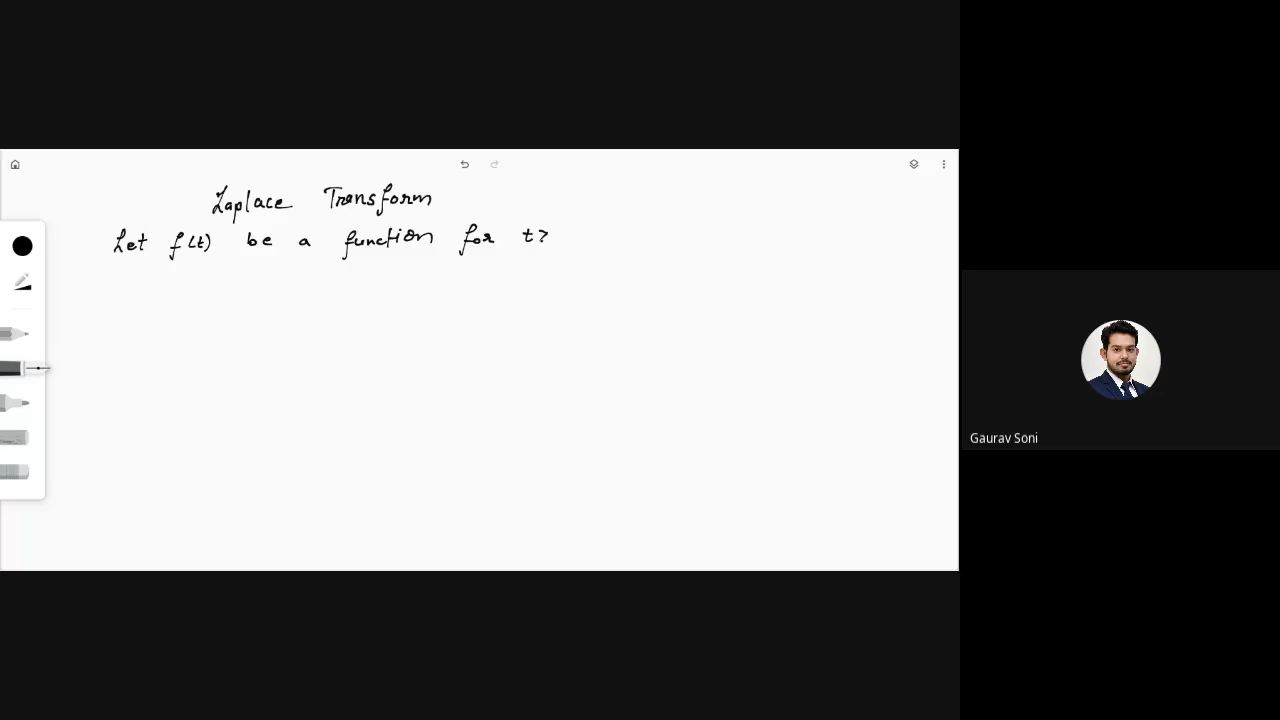 Laplace Transform
Let f(t) be a function for t>
Gaurav Soni